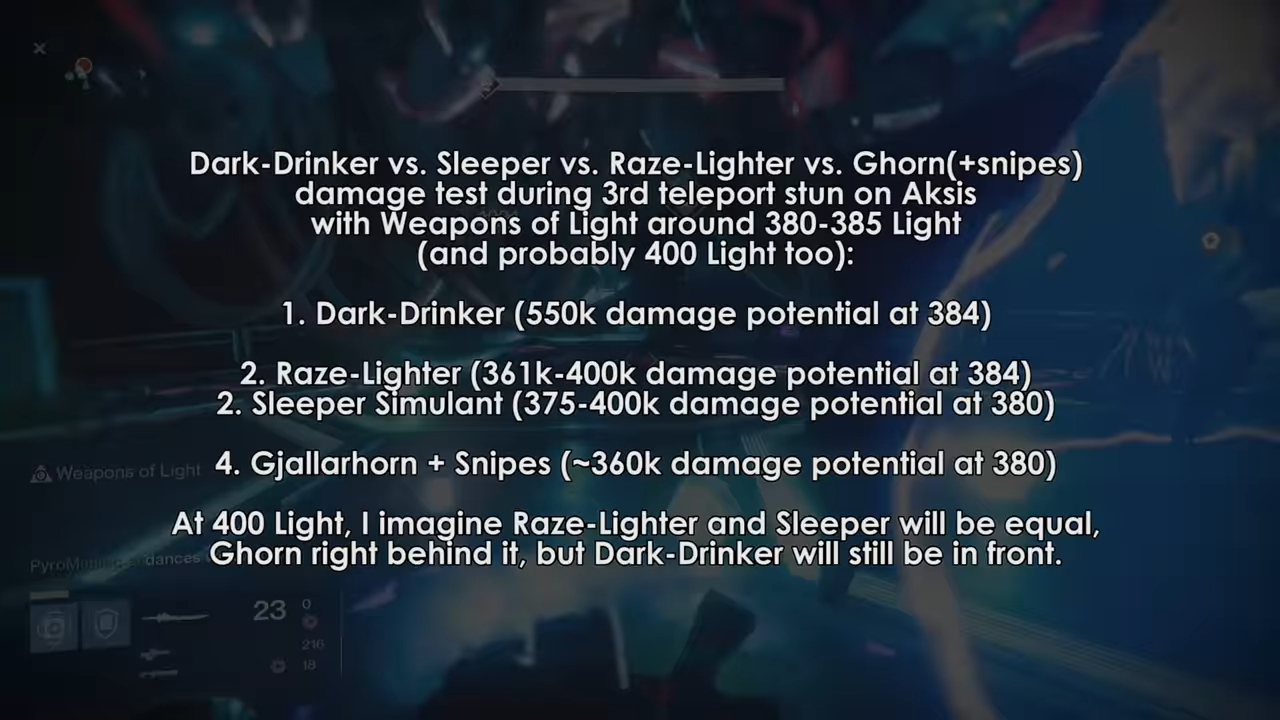 Dark-Drinker vs. Sleeper vs. Raze-Lighter vs. Ghorn(+snipes)
damage test during 3rd teleport stun on Aksis
with Weapons of Light around 380-385 Light
(and probably 400 Light too):
1. Dark-Drinker (550k damage potential at 384)
2. Raze-Lighter (361k-400k damage potential at 384)
2. Sleeper Simulant (375-400k damage potential at 380)
4. Gjallarhorn + Snipes (~360k damage potential at 380)
Weapons of Light
At 400 Light, I imagine Raze-Lighter and Sleeper will be equal,
Ghorn right behind it, but Dark-Drinker will still be in front.
23
0
216
18